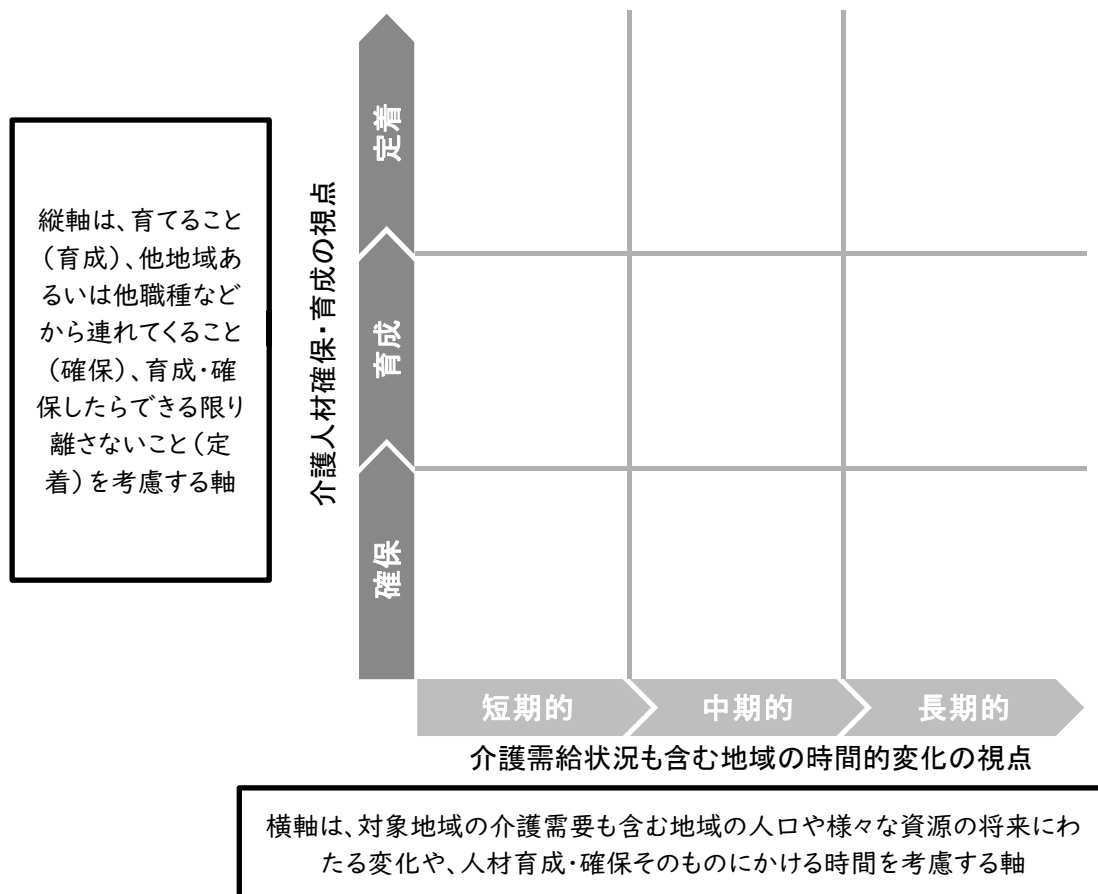 定着
育成
確保
介護人材確保・育成の視点
縦軸は、育てること
（育成）、他地域あ
るいは他職種など
から連れてくること
（確保）、育成・確
保したらできる限り
離さないこと（定
着）を考慮する軸
短期的
中期的
長期的
介護需給状況も含む地域の時間的変化の視点
横軸は、対象地域の介護需要も含む地域の人口や様々な資源の将来にわ
たる変化や、人材育成・確保そのものにかける時間を考慮する軸